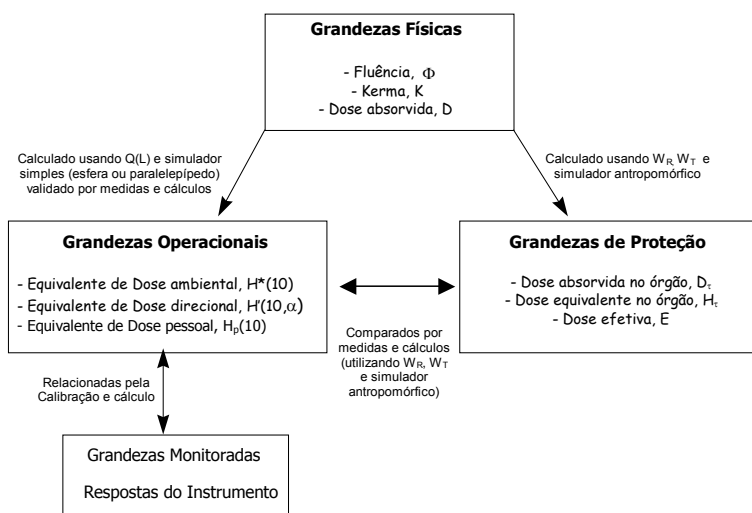 Grandezas Físicas
- Fluência, Φ
- Kerma, K
- Dose absorvida, D
Calculado usando Q(L) e simulador
simples (esfera ou paralelepípedo)
validado por medidas e cálculos
Calculado usando W_R, W_T e
simulador antropomórfico
Grandezas Operacionais
- Equivalente de Dose ambiental, H*(10)
- Equivalente de Dose direcional, H'(10,α)
- Equivalente de Dose pessoal, H_p(10)
Grandezas de Proteção
- Dose absorvida no órgão, D_τ
- Dose equivalente no órgão, H_τ
- Dose efetiva, E
Comparados por
medidas e cálculos
(utilizando W_R, W_T
e simulador
antropomórfico)
Relacionadas pela
Calibração e cálculo
Grandezas Monitoradas
Respostas do Instrumento